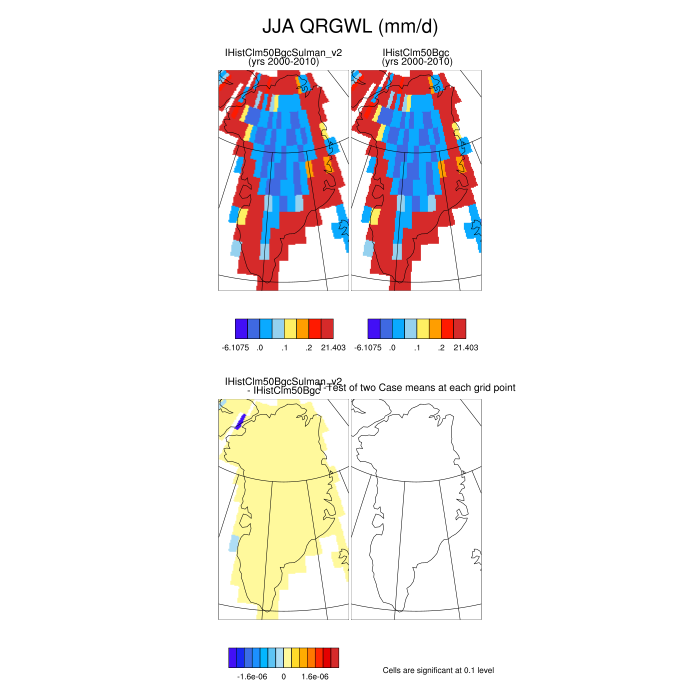 JJA QRGWL (mm/d)
IHistClm50BgcSulman_v2
(yrs 2000-2010)
IHistClm50Bgc
(yrs 2000-2010)
-6.1075 .0 .1 .2 21.403
-6.1075 .0 .1 .2 21.403
IHistClm50BgcSulman_v2
- IHistClm50Bgc
T-Test of two Case means at each grid point
-1.6e-06 0 1.6e-06
Cells are significant at 0.1 level